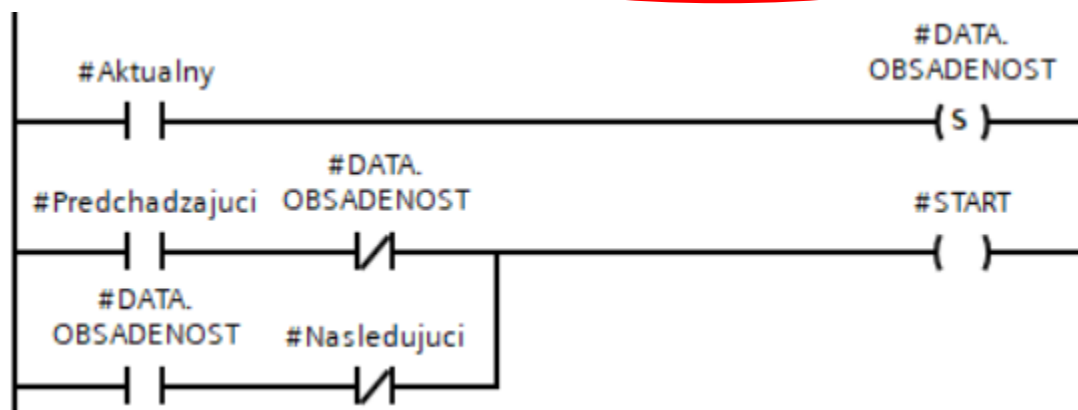 #Aktualny
#DATA.
OBSADENOST
S
#Predchadzajuci
#DATA.
OBSADENOST
#START
#DATA.
OBSADENOST
#Nasledujuci